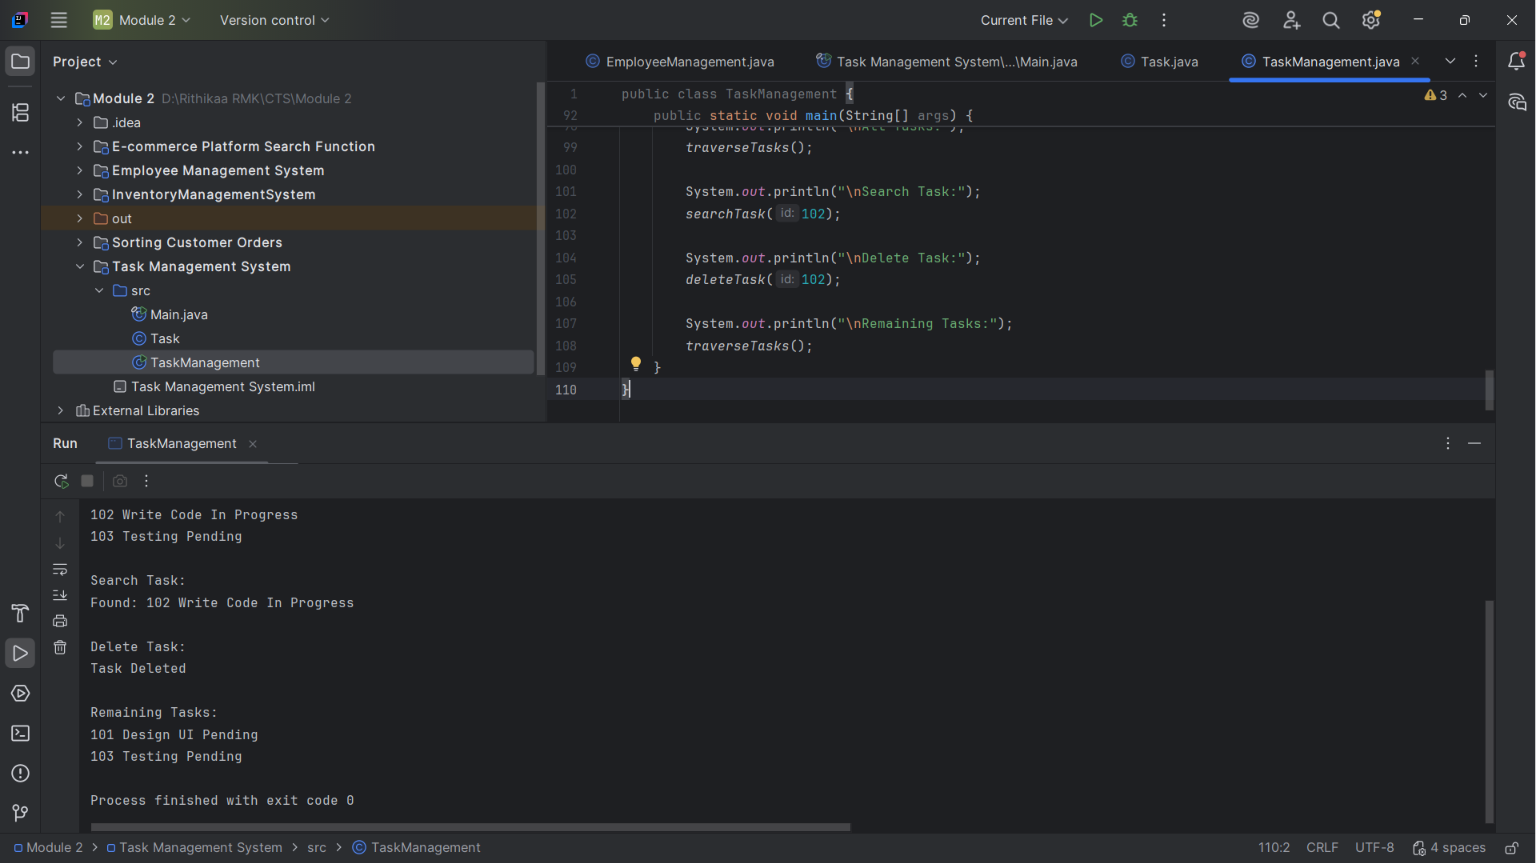 M2 Module 2 Version control Current File
Project
EmployeeManagement.java Task Management System\...\Main.java Task.java TaskManagement.java
Module 2 D:\Rithikaa RMK\CTS\Module 2
.idea
E-commerce Platform Search Function
Employee Management System
InventoryManagementSystem
out
Sorting Customer Orders
Task Management System
src
Main.java
Task
TaskManagement
Task Management System.iml
External Libraries
3
1 public class TaskManagement {
92 public static void main(String[] args) {
98 System.out.println("\nAll Tasks:");
99 traverseTasks();
100
101 System.out.println("\nSearch Task:");
102 searchTask( id: 102);
103
104 System.out.println("\nDelete Task:");
105 deleteTask( id: 102);
106
107 System.out.println("\nRemaining Tasks:");
108 traverseTasks();
109 }
110 }
Run TaskManagement
102 Write Code In Progress
103 Testing Pending
Search Task:
Found: 102 Write Code In Progress
Delete Task:
Task Deleted
Remaining Tasks:
101 Design UI Pending
103 Testing Pending
Process finished with exit code 0
Module 2 > Task Management System > src > TaskManagement 110:2 CRLF UTF-8 4 spaces